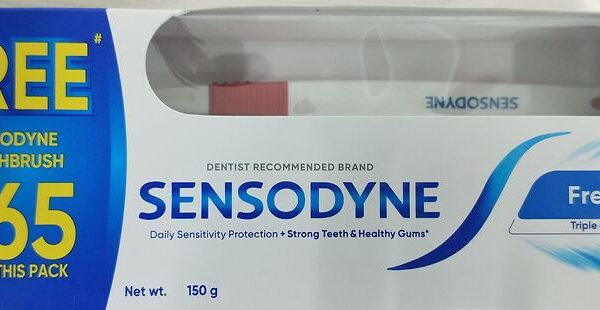 REE#
ODYNE
HBRUSH
65
THIS PACK
SENSODYNE
DENTIST RECOMMENDED BRAND
SENSODYNE
Daily Sensitivity Protection + Strong Teeth & Healthy Gums*
Net wt. 150 g
Fre
Triple